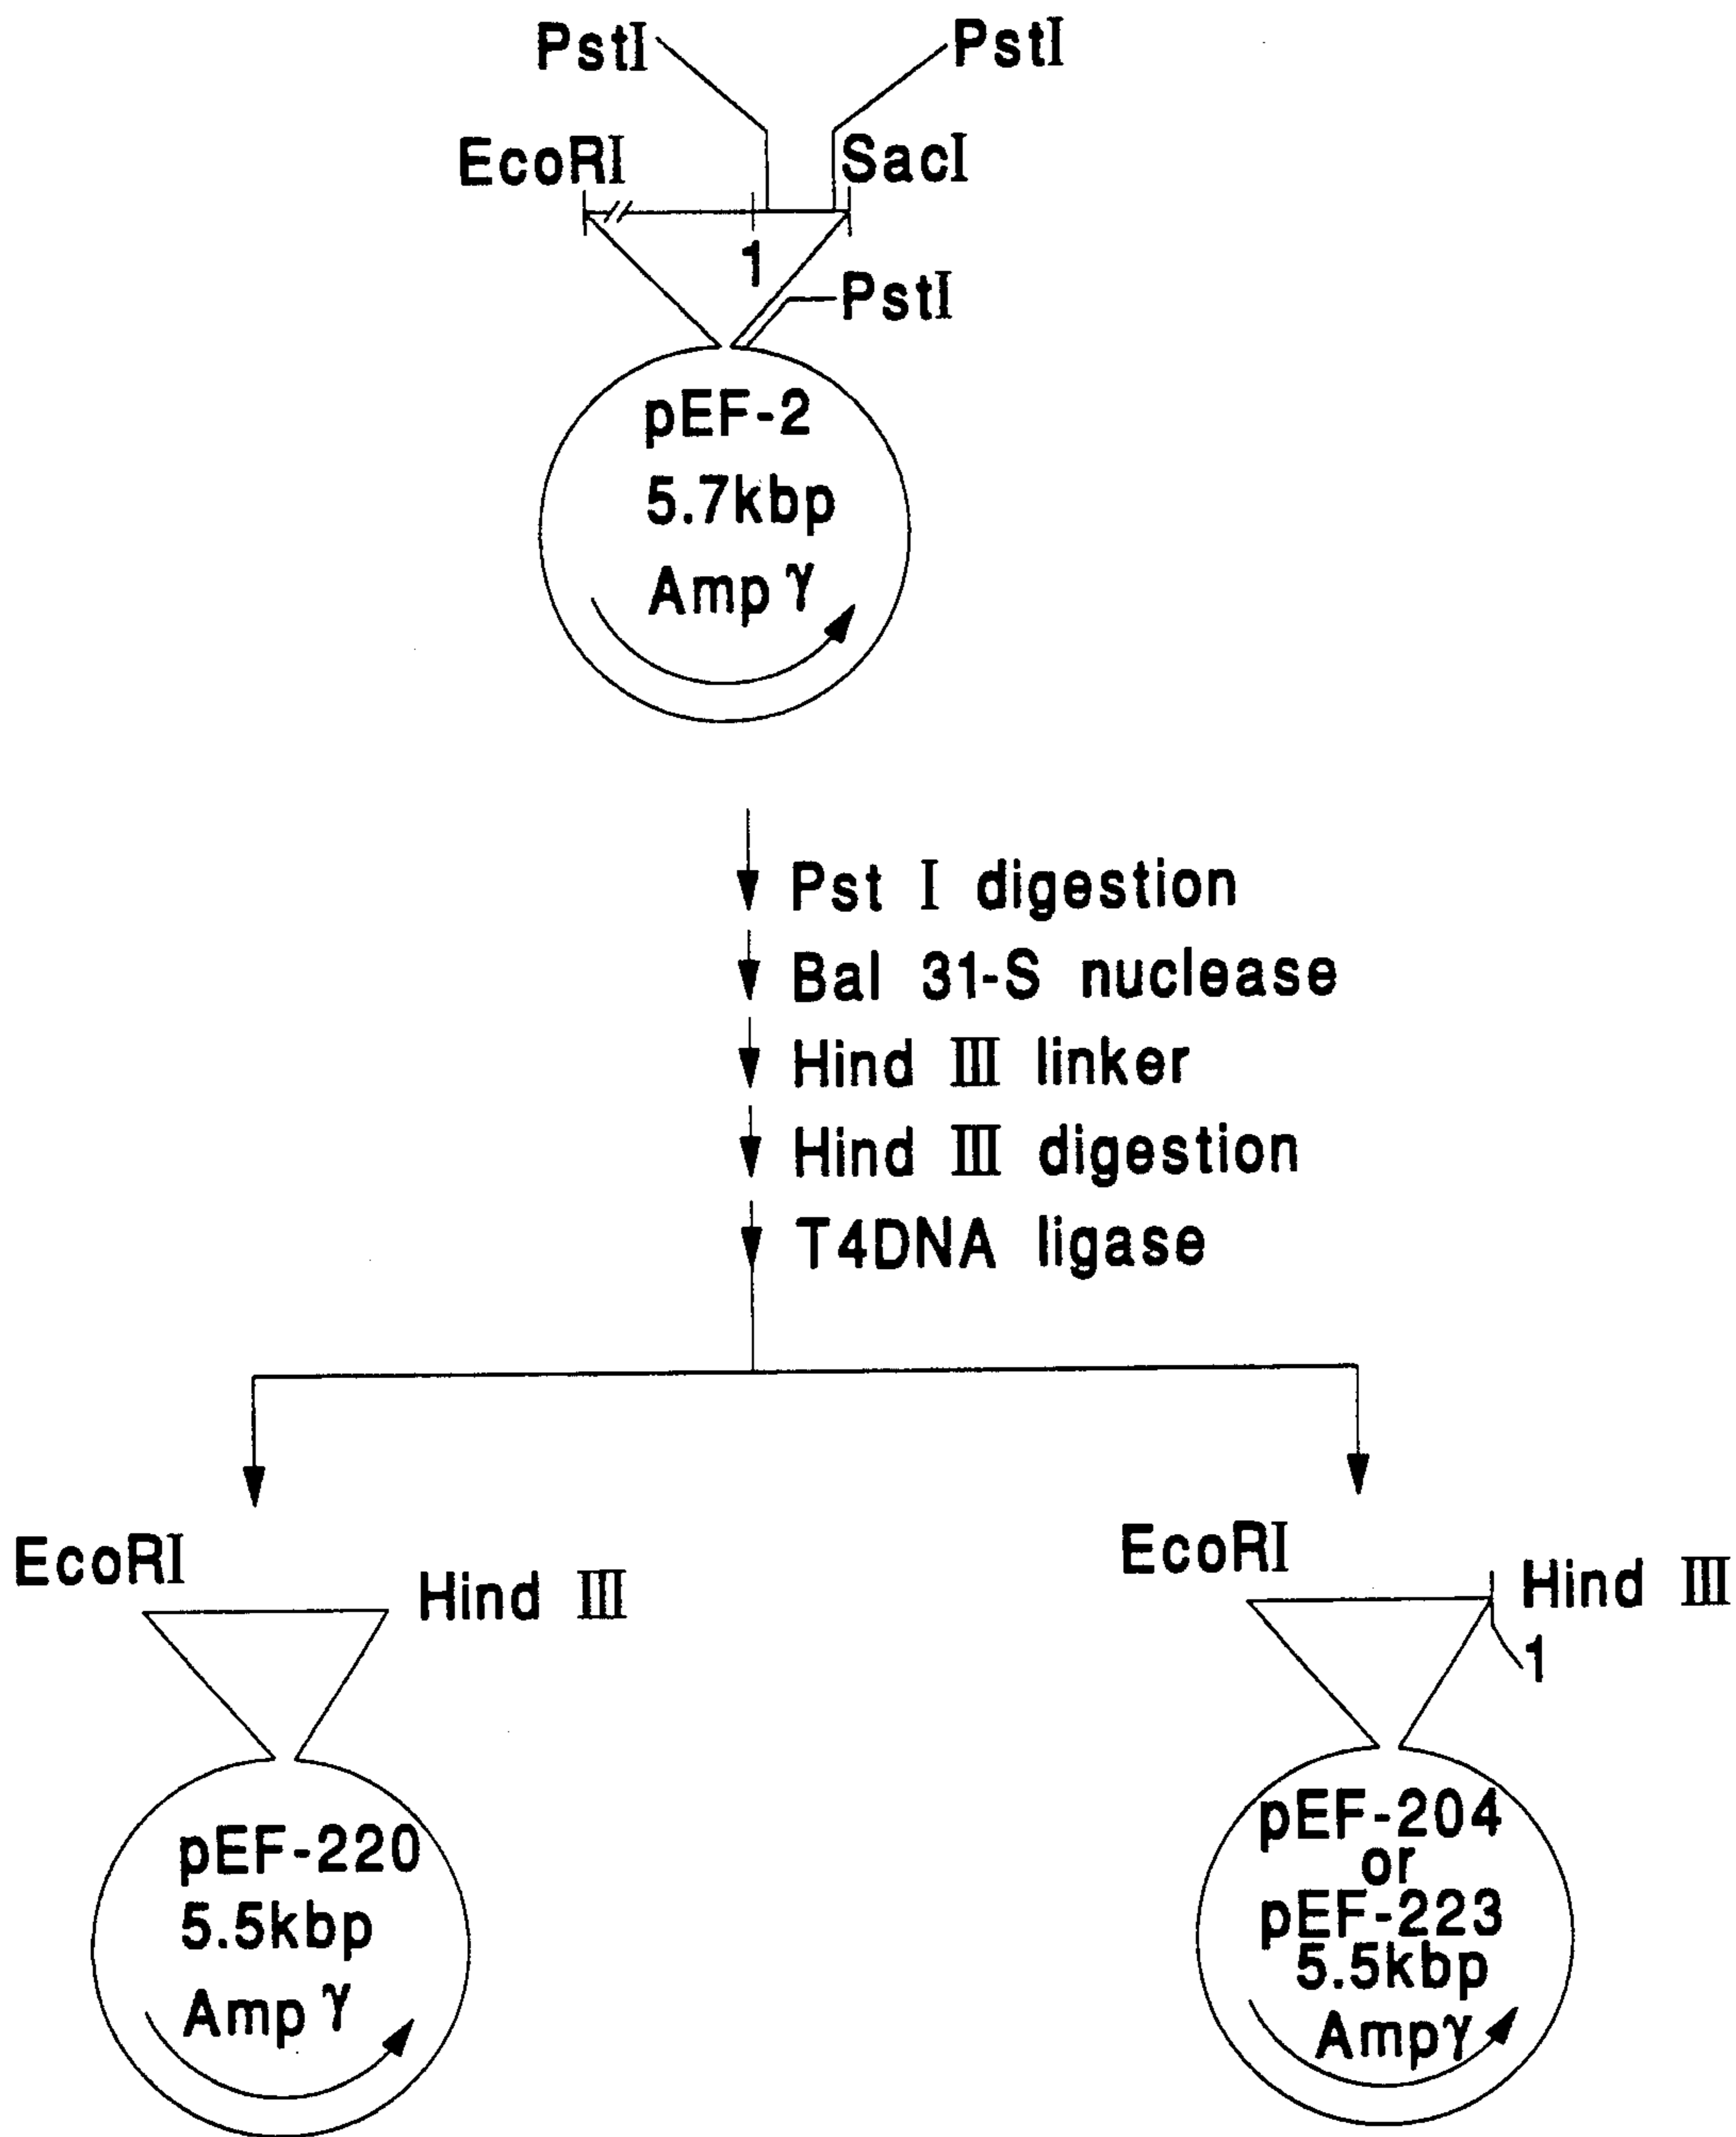 PstI
PstI
EcoRI
SacI
1
PstI
pEF-2
5.7kbp
Amp γ
Pst I digestion
Bal 31-S nuclease
Hind III linker
Hind III digestion
T4DNA ligase
EcoRI
Hind III
EcoRI
Hind III
1
pEF-220
5.5kbp
Amp γ
pEF-204
or
pEF-223
5.5kbp
Ampγ